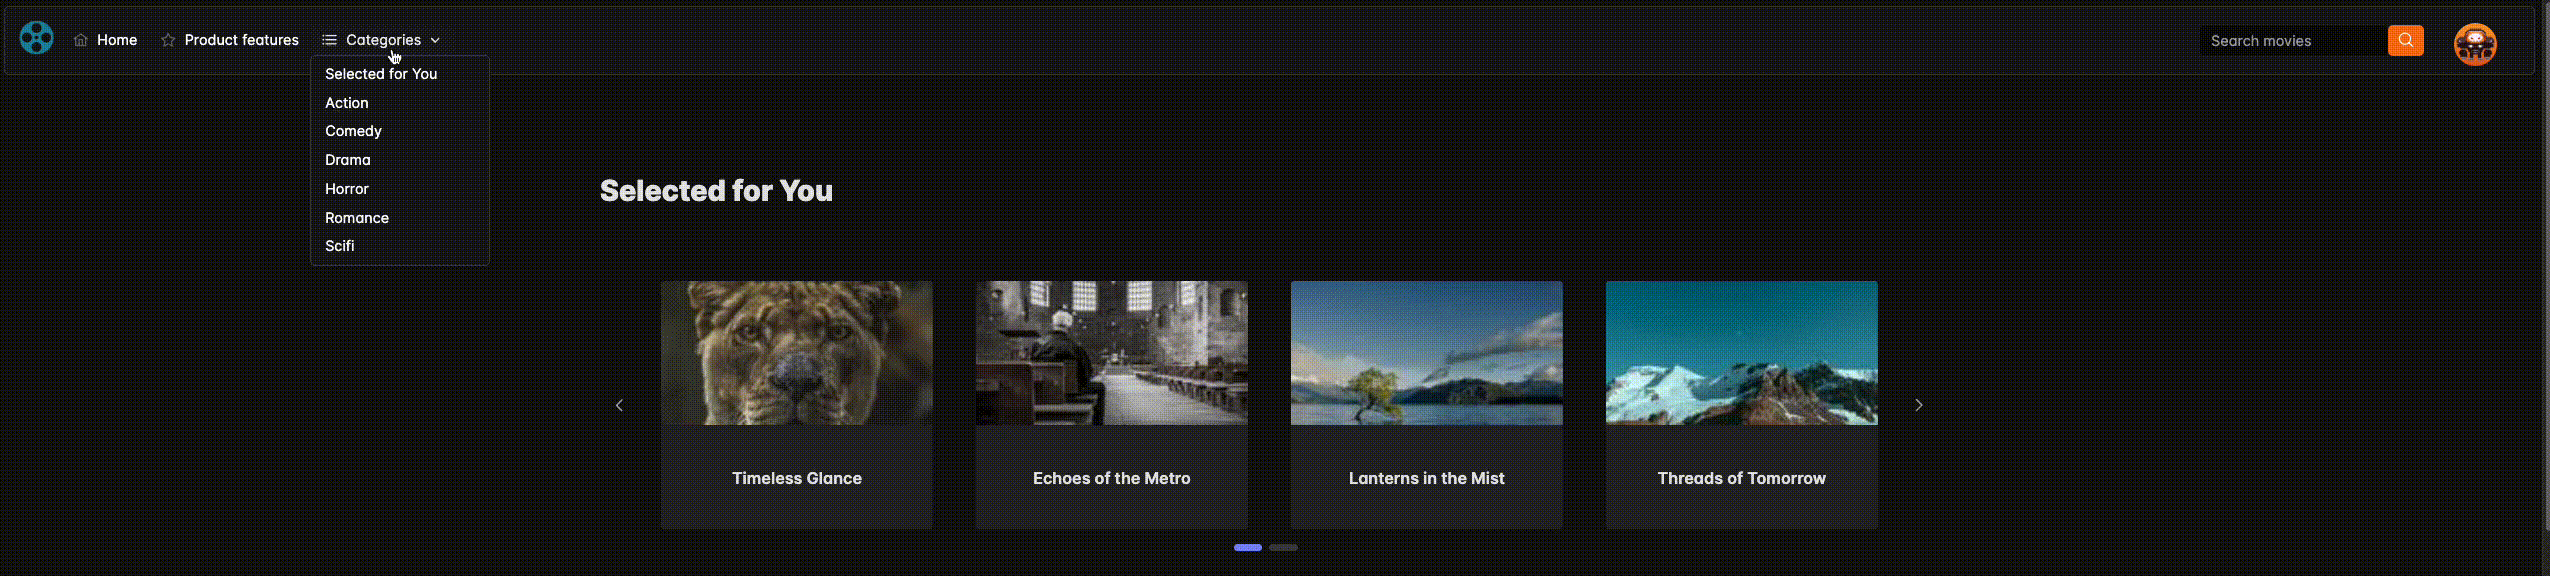 Home
Product features
Categories
Search movies
Selected for You
Action
Comedy
Drama
Horror
Romance
Scifi
Selected for You
Timeless Glance
Echoes of the Metro
Lanterns in the Mist
Threads of Tomorrow